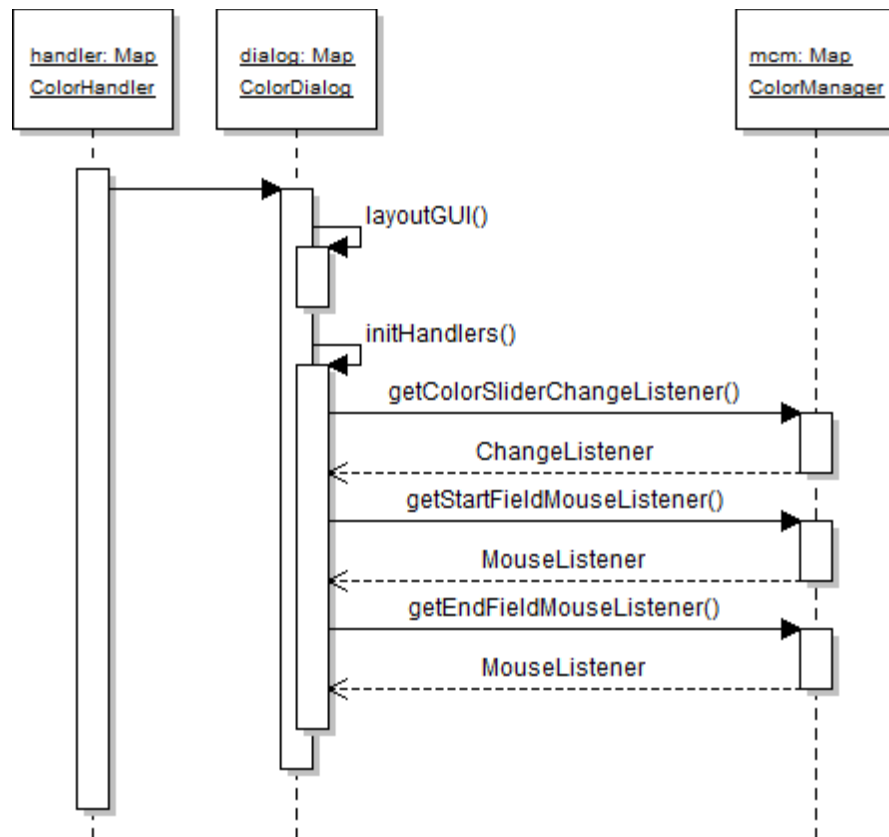 handler: Map
ColorHandler
dialog: Map
ColorDialog
mcm: Map
ColorManager
layoutGUI()
initHandlers()
getColorSliderChangeListener()
ChangeListener
getStartFieldMouseListener()
MouseListener
getEndFieldMouseListener()
MouseListener